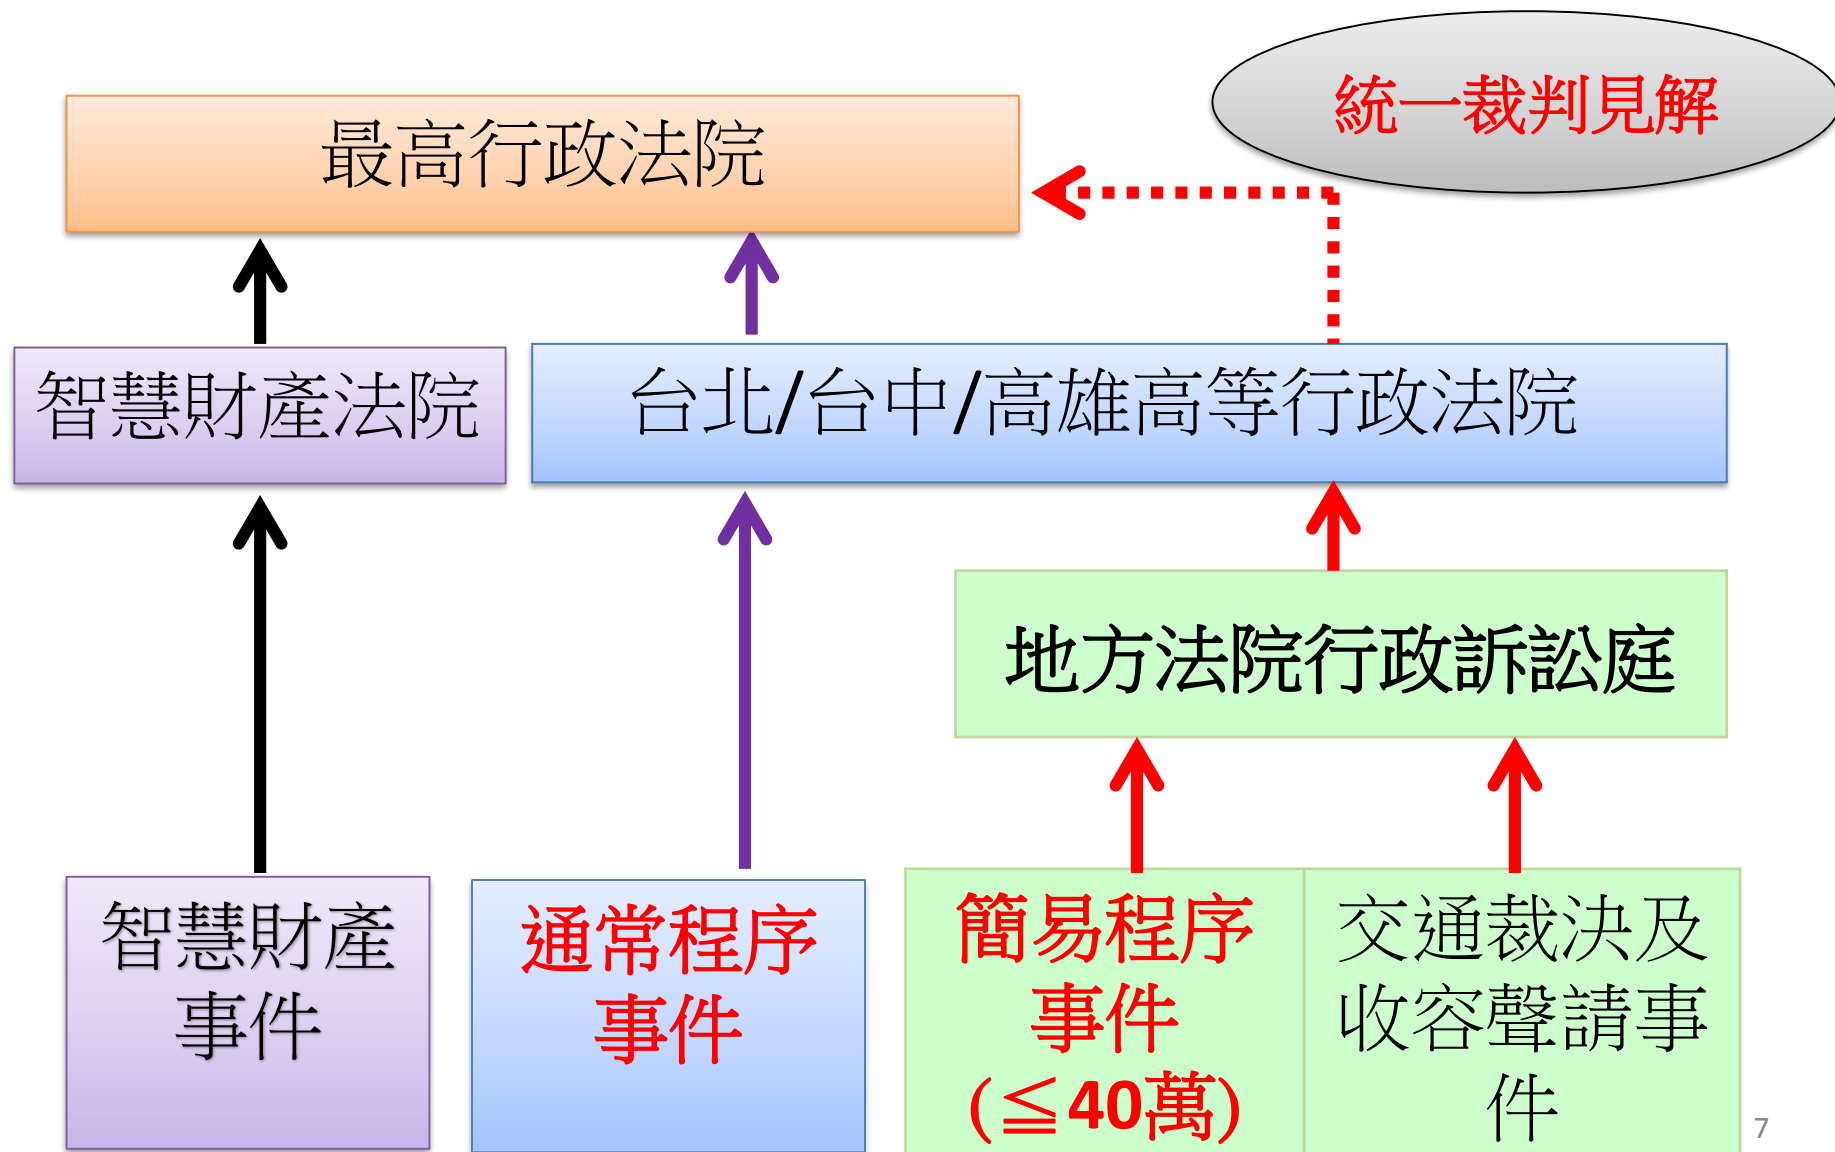 統一裁判見解
最高行政法院
智慧財產法院
台北/台中/高雄高等行政法院
地方法院行政訴訟庭
智慧財產
事件
通常程序
事件
簡易程序
事件
(≦40萬)
交通裁決及
收容聲請事
件
7